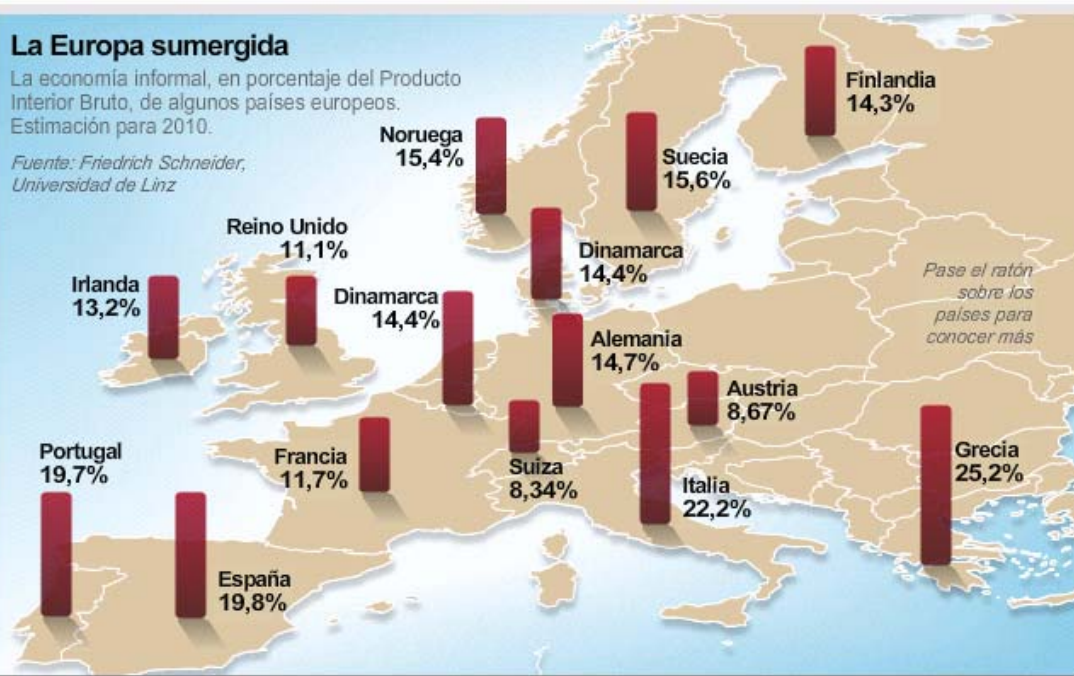 La Europa sumergida
La economía informal, en porcentaje del Producto
Interior Bruto, de algunos países europeos.
Estimación para 2010.
Fuente: Friedrich Schneider,
Universidad de Linz
Finlandia
14,3%
Noruega
15,4%
Suecia
15,6%
Reino Unido
11,1%
Dinamarca
14,4%
Irlanda
13,2%
Dinamarca
14,4%
Pase el ratón
sobre los
países para
conocer más
Alemania
14,7%
Austria
8,67%
Portugal
19,7%
Francia
11,7%
Suiza
8,34%
Italia
22,2%
Grecia
25,2%
España
19,8%